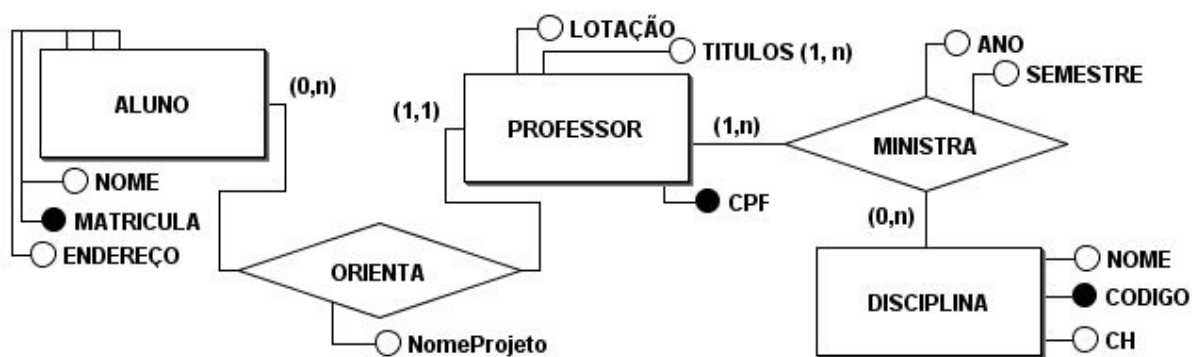 LOTAÇÃO
TITULOS (1, n)
ANO
SEMESTRE
ALUNO
(0,n)
(1,1)
PROFESSOR
(1,n)
MINISTRA
NOME
MATRICULA
ENDEREÇO
CPF
(0,n)
ORIENTA
NomeProjeto
DISCIPLINA
NOME
CODIGO
CH